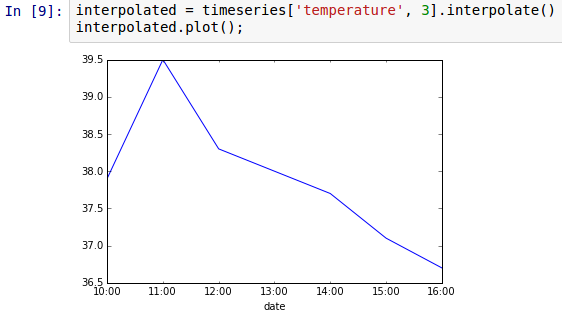 In [9]: interpolated = timeseries['temperature', 3].interpolate()
interpolated.plot();
39.5
39.0
38.5
38.0
37.5
37.0
36.5
10:00 11:00 12:00 13:00 14:00 15:00 16:00
date